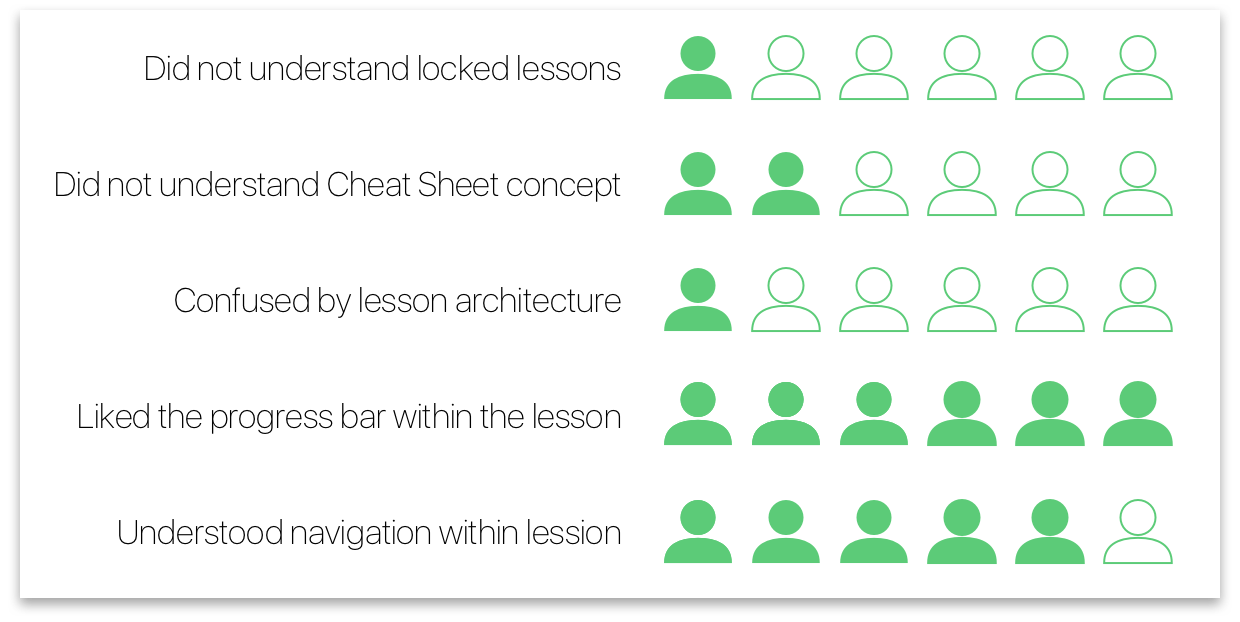 Did not understand locked lessons
Did not understand Cheat Sheet concept
Confused by lesson architecture
Liked the progress bar within the lesson
Understood navigation within lession